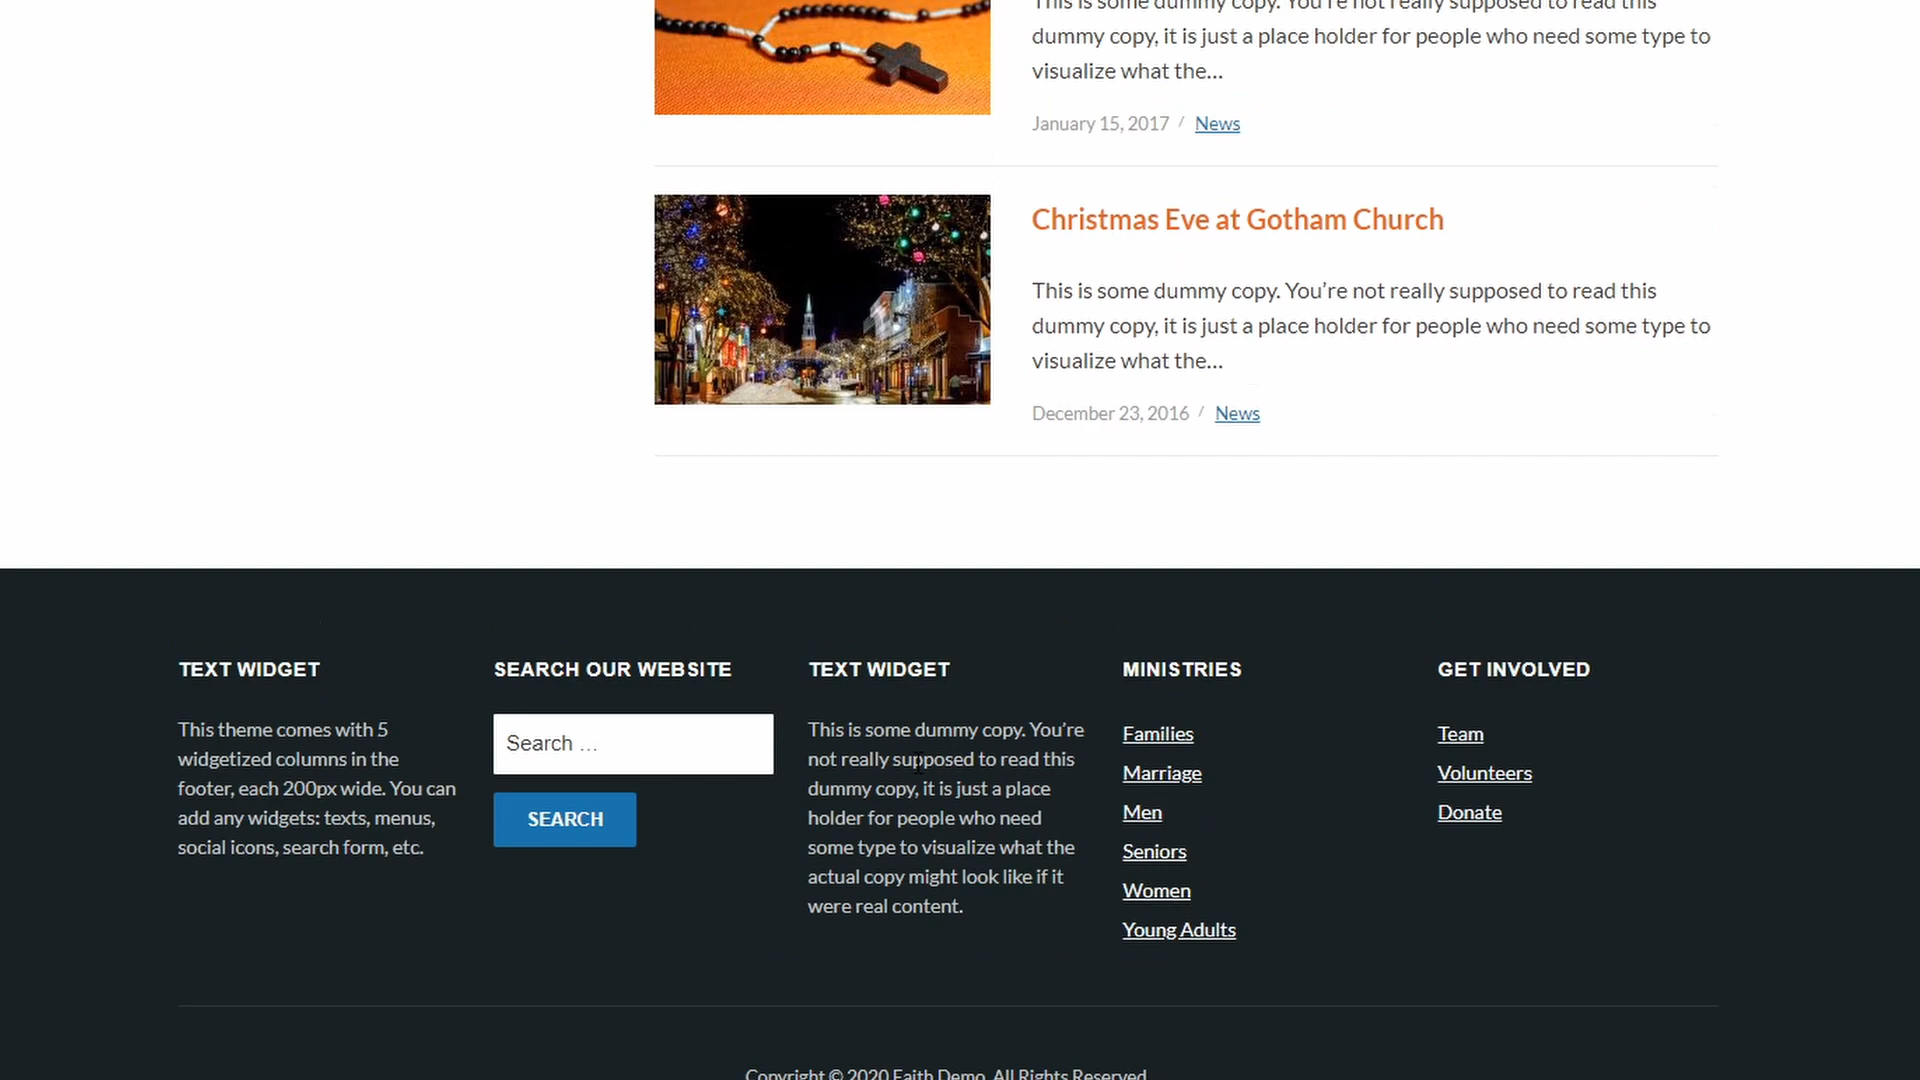 This is some dummy copy. You're not really supposed to read this
dummy copy, it is just a place holder for people who need some type to
visualize what the...
January 15, 2017 / News
Christmas Eve at Gotham Church
This is some dummy copy. You’re not really supposed to read this
dummy copy, it is just a place holder for people who need some type to
visualize what the...
December 23, 2016 / News
TEXT WIDGET
This theme comes with 5
widgetized columns in the
footer, each 200px wide. You can
add any widgets: texts, menus,
social icons, search form, etc.
SEARCH OUR WEBSITE
Search …
SEARCH
TEXT WIDGET
This is some dummy copy. You’re
not really supposed to read this
dummy copy, it is just a place
holder for people who need
some type to visualize what the
actual copy might look like if it
were real content.
MINISTRIES
Families
Marriage
Men
Seniors
Women
Young Adults
GET INVOLVED
Team
Volunteers
Donate
Copyright © 2020 Faith Demo. All Rights Reserved